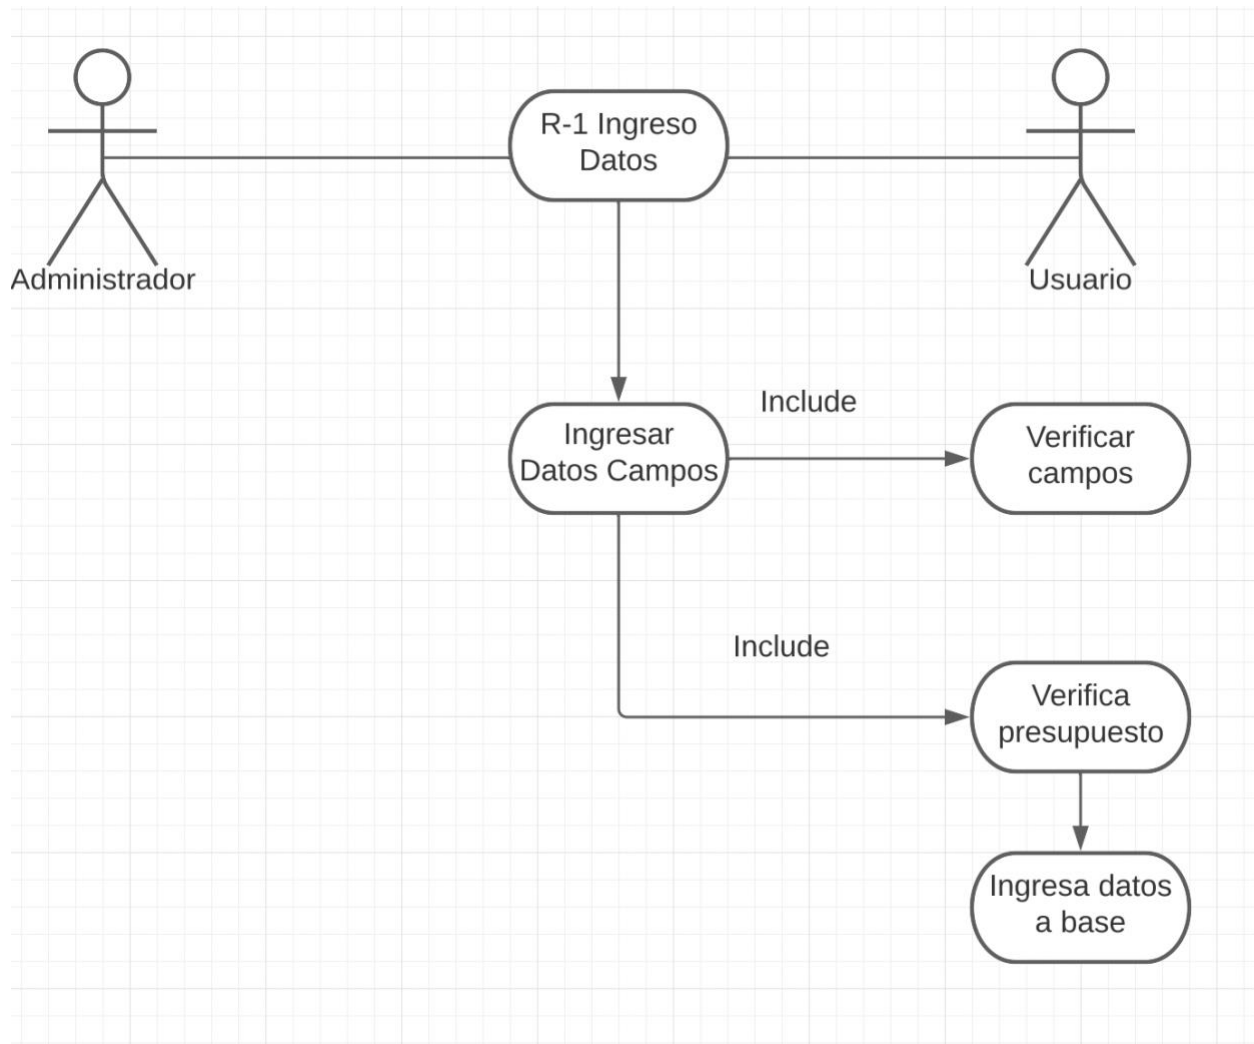 R-1 Ingreso
Datos
Administrador
Usuario
Include
Ingresar
Datos Campos
Verificar
campos
Include
Verifica
presupuesto
Ingresa datos
a base